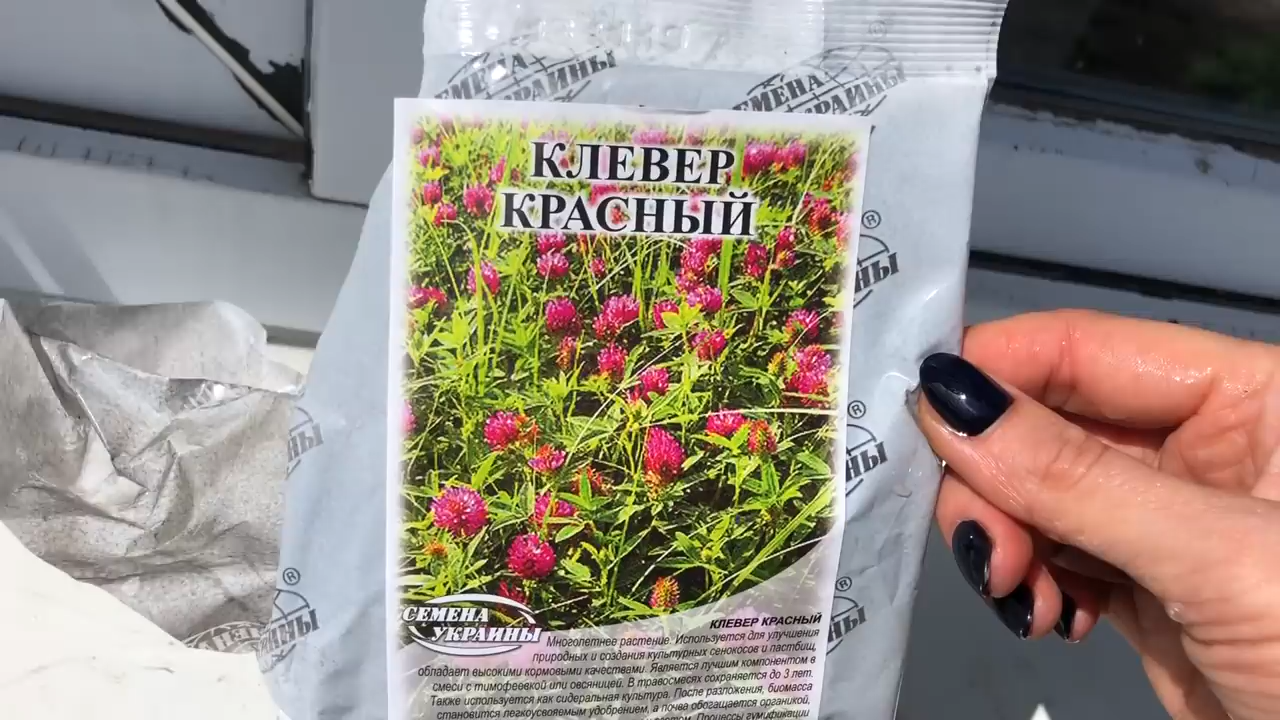 СЕМЕНА
УКРАИНЫ
®
СЕМЕНА
УКРАИНЫ
®
КЛЕВЕР
КРАСНЫЙ
®
®
®
®
СЕМЕНА
УКРАИНЫ
КЛЕВЕР КРАСНЫЙ
Многолетнее растение. Используется для улучшения
природных и создания культурных сенокосов и пастбищ,
обладает высокими кормовыми качествами. Является лучшим компонентом в
смеси с тимофеевкой или овсяницей. В травосмесях сохраняется до 3 лет.
Также используется как сидеральная культура. После разложения, биомасса
становится легкоусвояемым удобрением, а почва обогащается органикой,
Процессы гумификации